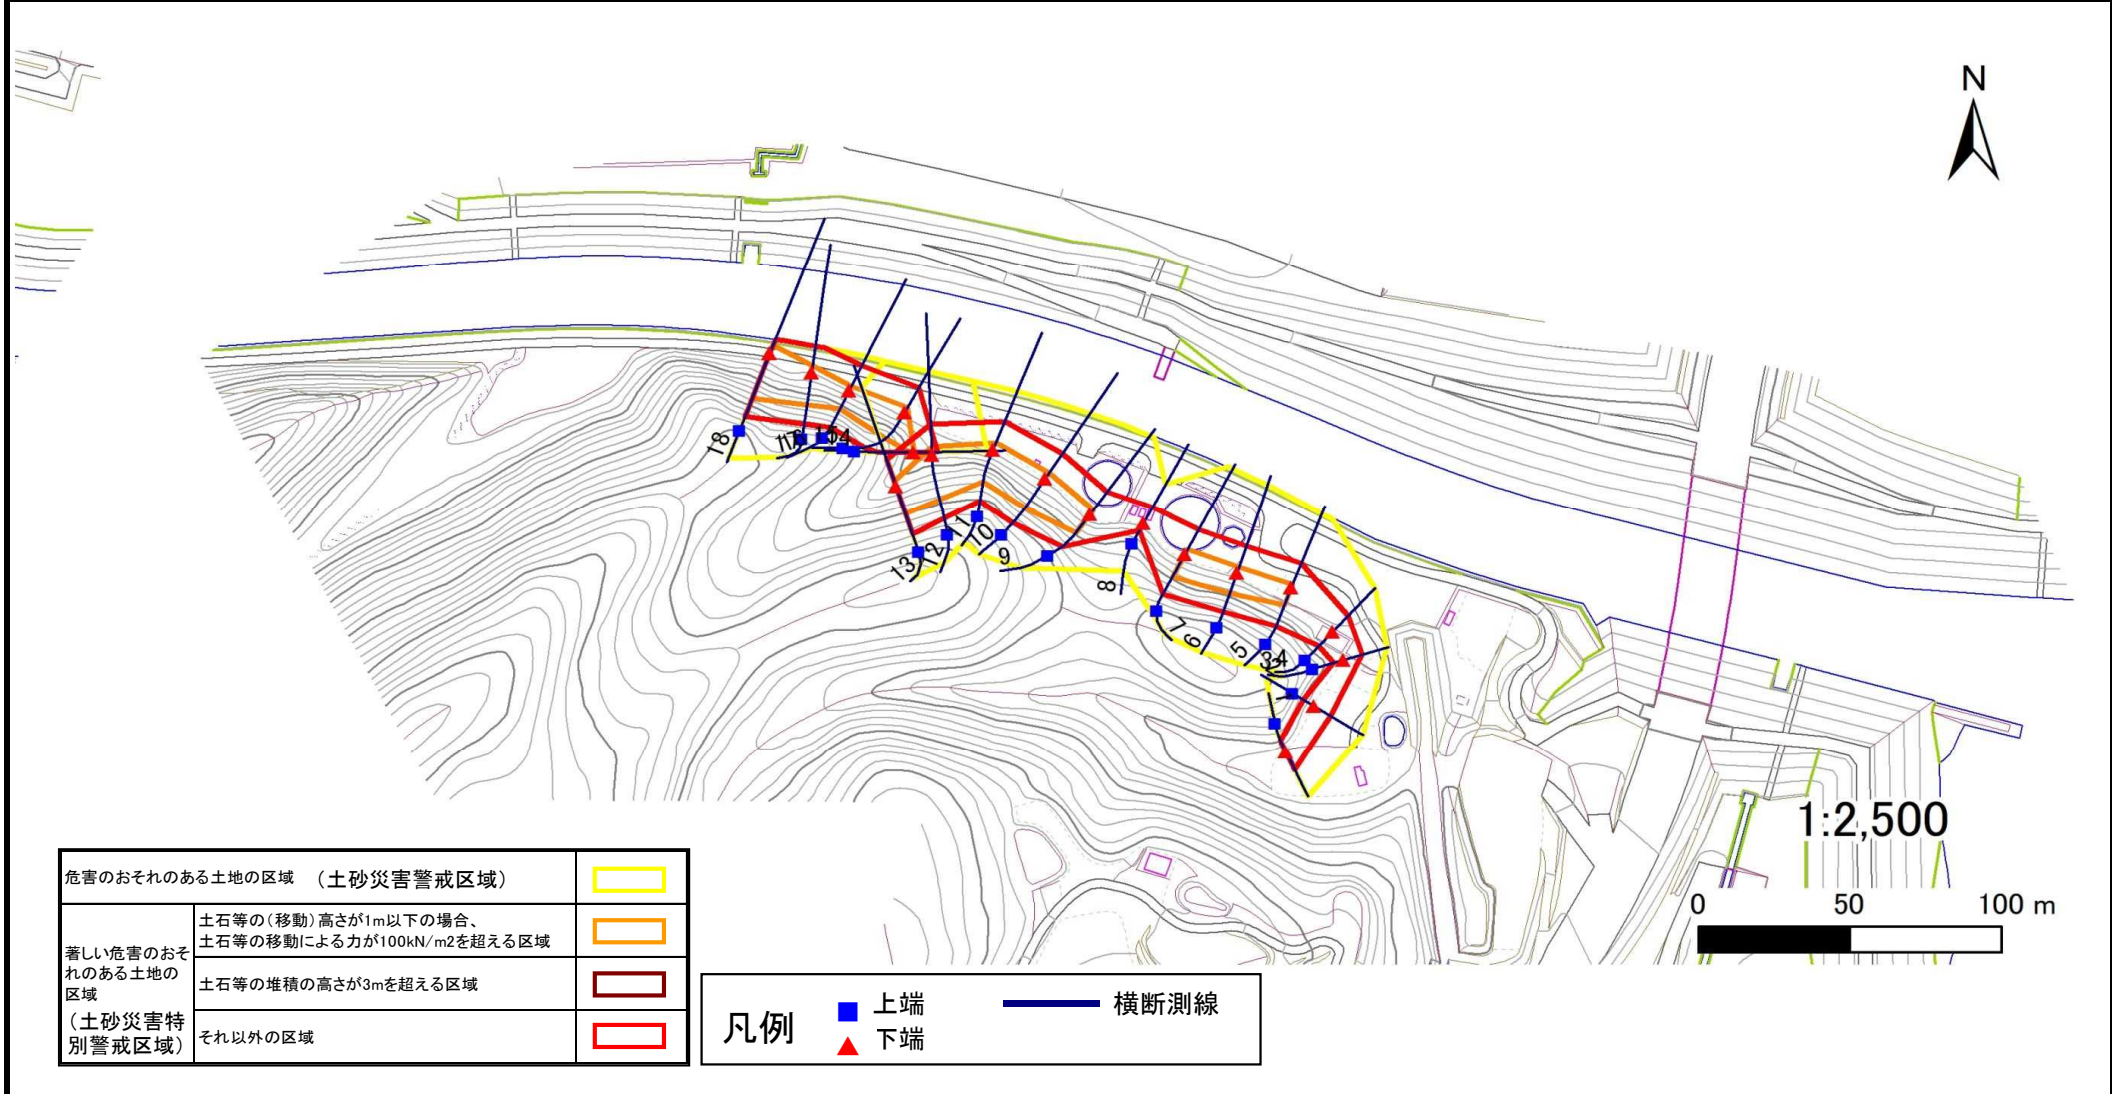 N
18
17
16
15
14
13
12
11
10
9
8
7
6
5
4
3
2
1
1:2,500
0 50 100 m
危害のおそれのある土地の区域 （土砂災害警戒区域）
著しい危害のおそ
れのある土地の
区域
（土砂災害特
別警戒区域）
土石等の（移動）高さが1m以下の場合、
土石等の移動による力が100kN/m2を超える区域
土石等の堆積の高さが3mを超える区域
それ以外の区域
凡例
上端
下端
横断測線